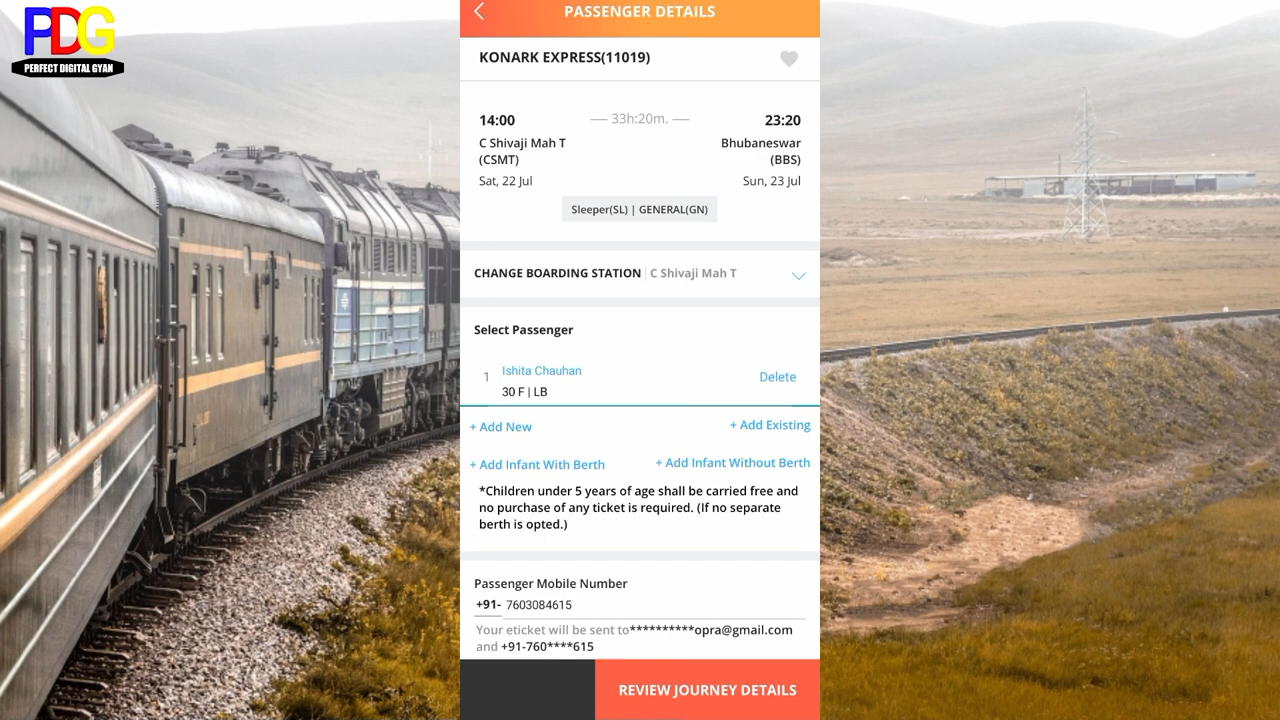 PDG
PERFECT DIGITAL GYAN
PASSENGER DETAILS
KONARK EXPRESS(11019)
14:00
33h:20m.
23:20
C Shivaji Mah T
(CSMT)
Bhubaneswar
(BBS)
Sat, 22 Jul
Sun, 23 Jul
Sleeper(SL) | GENERAL(GN)
CHANGE BOARDING STATION | C Shivaji Mah T
Select Passenger
1
Ishita Chauhan
30 F | LB
Delete
+ Add New
+ Add Existing
+ Add Infant With Berth
+ Add Infant Without Berth
*Children under 5 years of age shall be carried free and
no purchase of any ticket is required. (If no separate
berth is opted.)
Passenger Mobile Number
+91- 7603084615
Your eticket will be sent to**********opra@gmail.com
and +91-760****615
REVIEW JOURNEY DETAILS